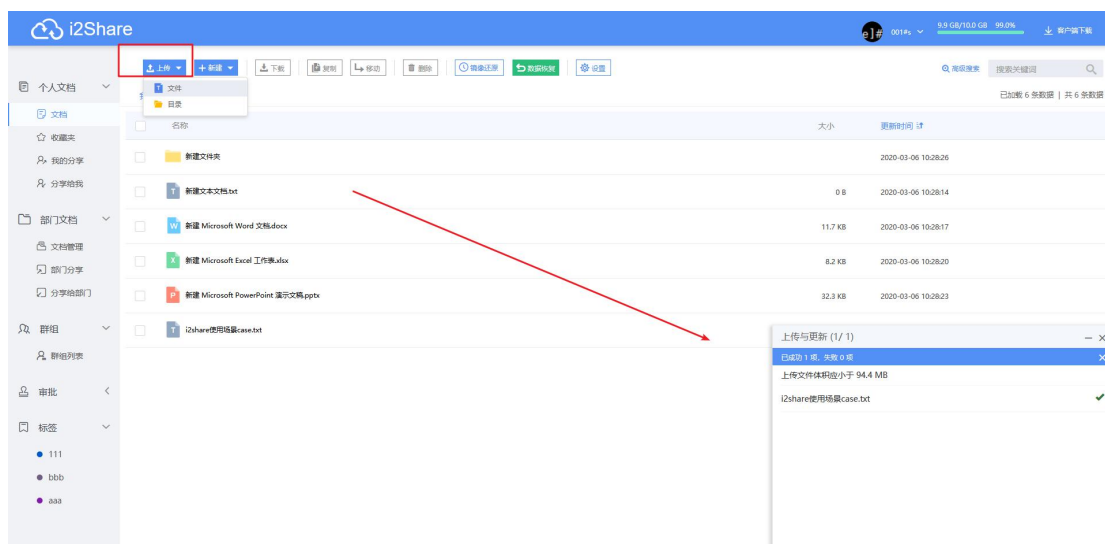 i2Share
e]# 001#s 9.9 GB/10.0 GB 99.0% 客户端下载
上传 +新建 下载 复制 移动 删除 镜像还原 数据恢复 设置 高级搜索 搜索关键词
个人文档
文件
目录
已加载 6 条数据 | 共 6 条数据
文档
名称 大小 更新时间
收藏夹
新建文件夹 2020-03-06 10:28:26
我的分享
分享给我
新建文本文档.txt 0 B 2020-03-06 10:28:14
部门文档
新建 Microsoft Word 文档.docx 11.7 KB 2020-03-06 10:28:17
文档管理
新建 Microsoft Excel 工作表.xlsx 8.2 KB 2020-03-06 10:28:20
部门分享
分享给部门
新建 Microsoft PowerPoint 演示文稿.pptx 32.3 KB 2020-03-06 10:28:23
群组
i2share使用场景case.txt
群组列表
审批
标签
111
bbb
aaa
上传与更新 (1/ 1)
已成功 1 项, 失败 0 项
上传文件体积应小于 94.4 MB
i2share使用场景case.txt